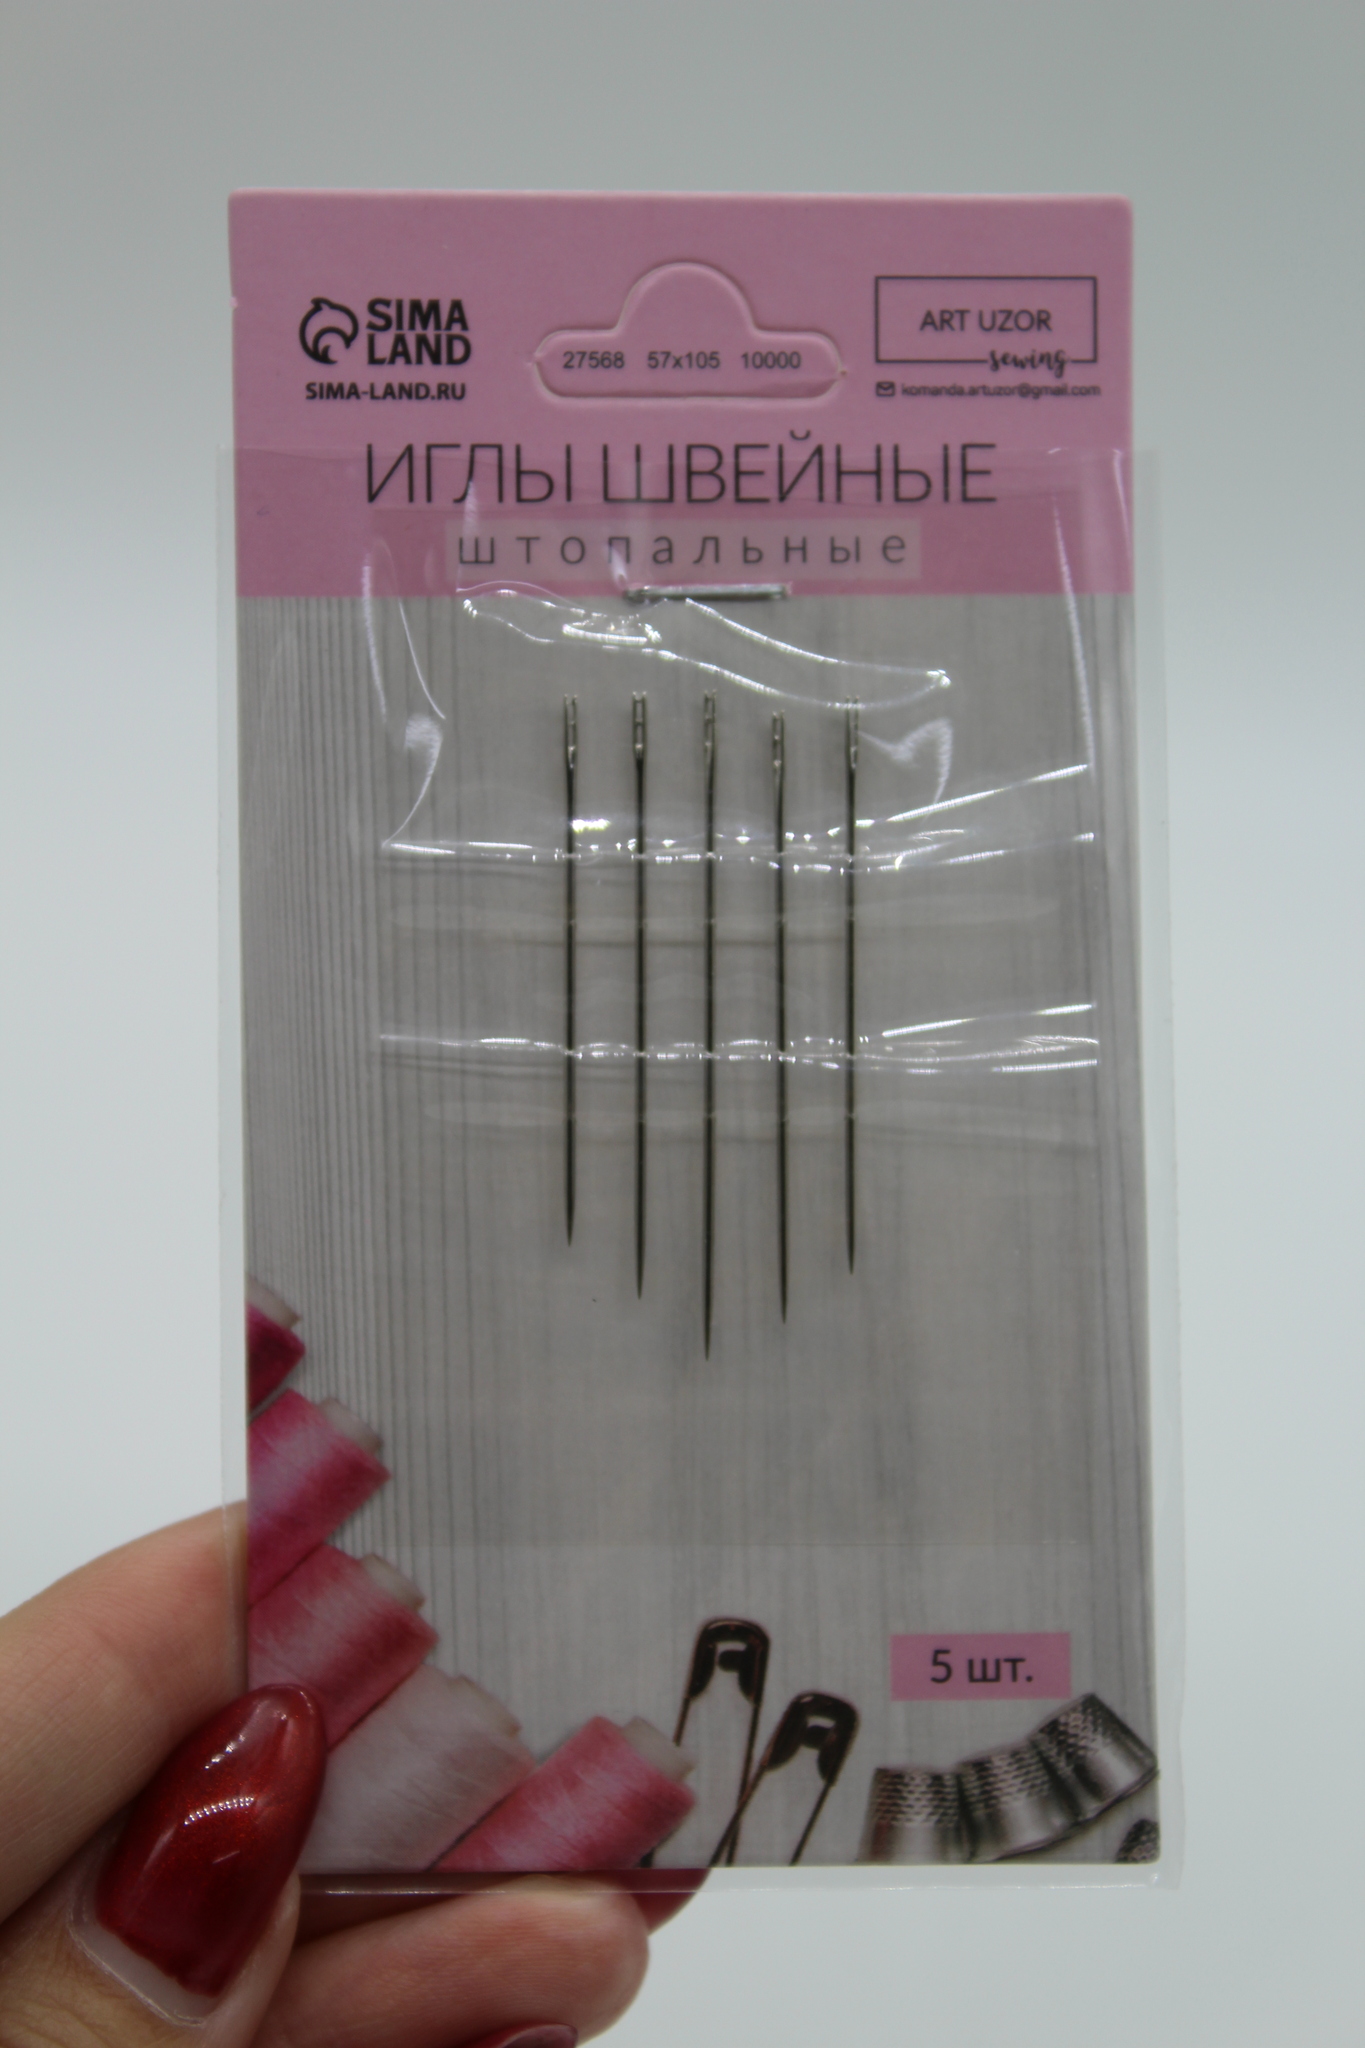 SIMA
LAND
SIMA-LAND.RU
27568 57x105 10000
ART UZOR
sewing
komanda.artuzor@gmail.com
ИГЛЫ ШВЕЙНЫЕ
штопальные
5 шт.